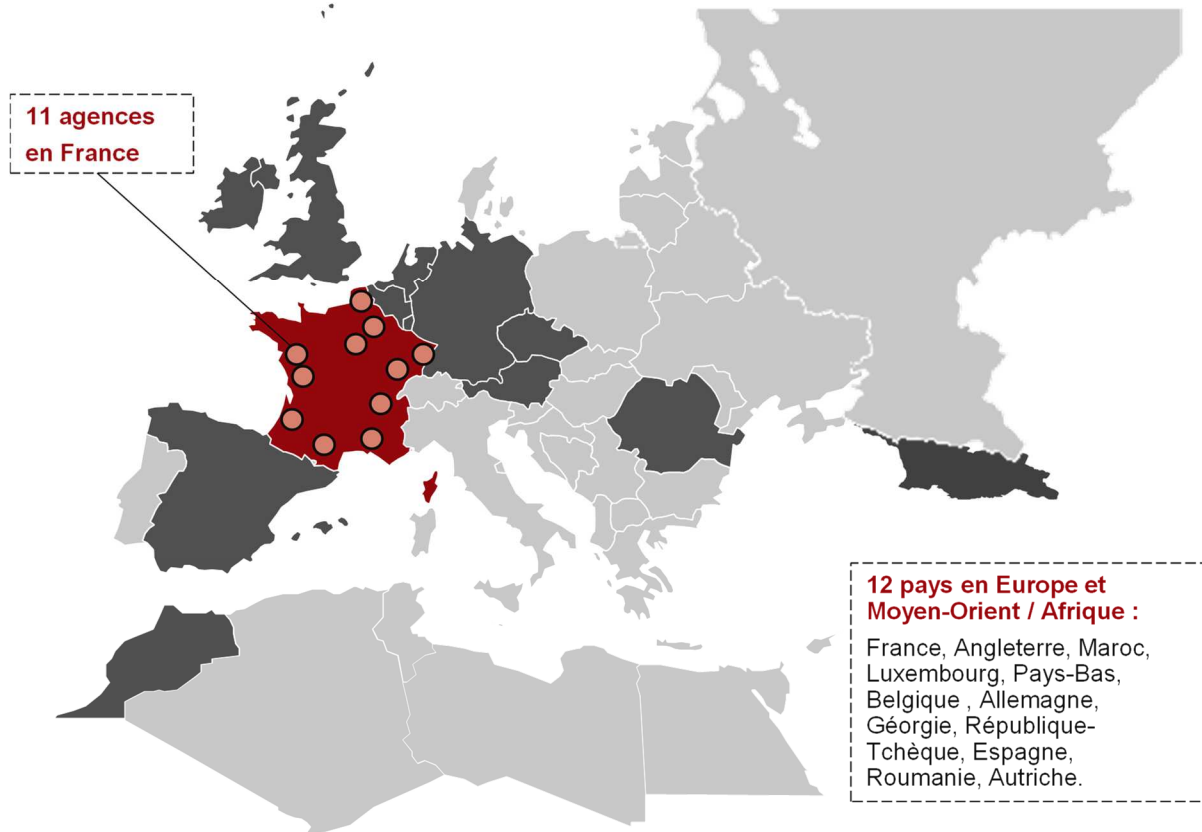 11 agences
en France
12 pays en Europe et
Moyen-Orient / Afrique :
France, Angleterre, Maroc,
Luxembourg, Pays-Bas,
Belgique , Allemagne,
Géorgie, République-
Tchèque, Espagne,
Roumanie, Autriche.